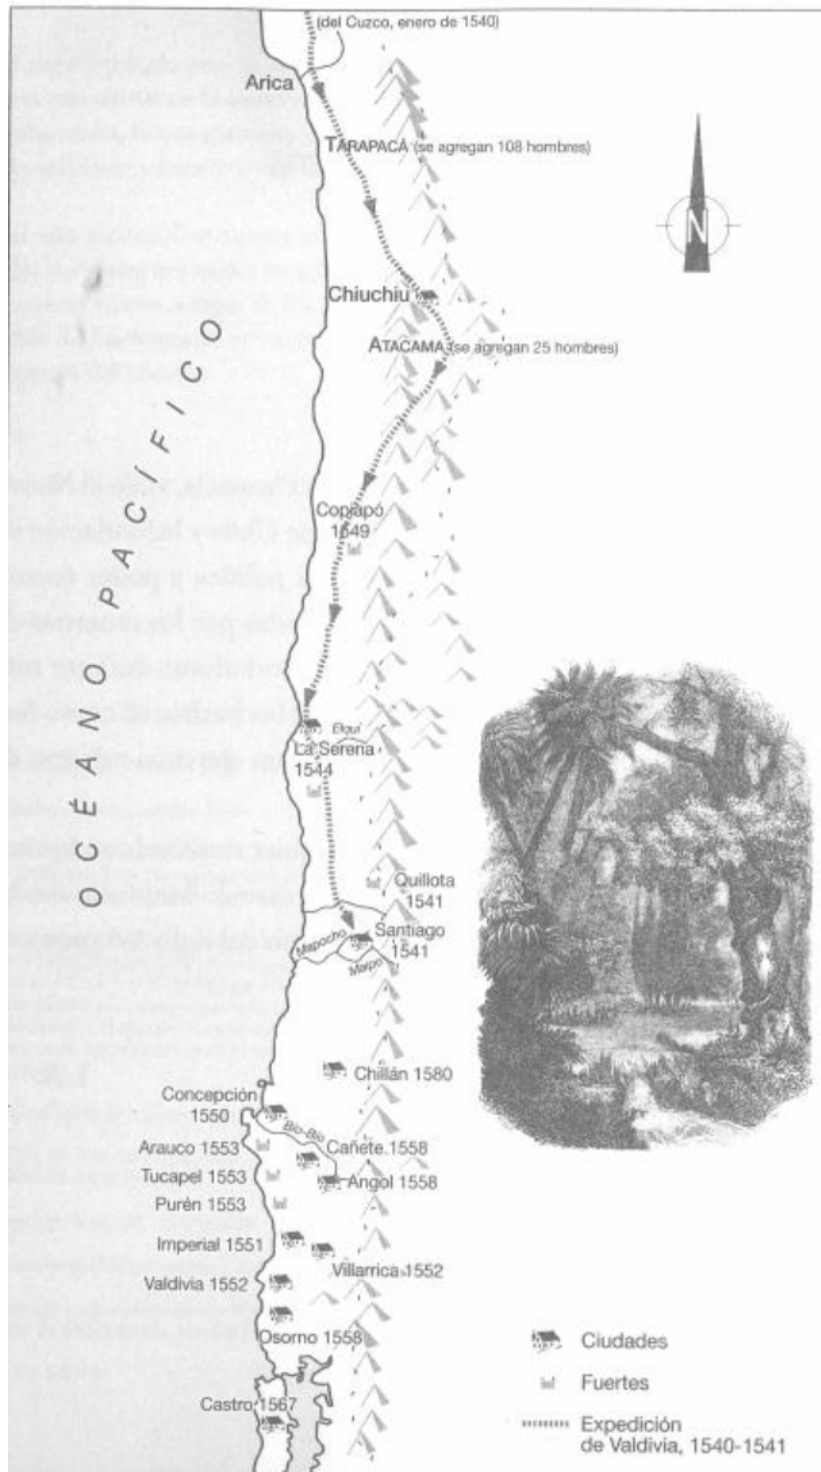 (del Cuzco, enero de 1540)
Arica
TARAPACÁ (se agregan 108 hombres)
N
Chiuchiu
ATACAMA (se agregan 25 hombres)
OCÉANO PACÍFICO
Copiapó
1549
Elqui
La Serena
1544
Quillota
1541
Santiago
1541
Mapocho
Maipo
Chillán 1580
Concepción
1550
Bío-Bío
Arauco 1553
Cañete 1558
Tucapel 1553
Angol 1558
Purén 1553
Imperial 1551
Villarrica 1552
Valdivia 1552
Osorno 1558
Castro 1567
Ciudades
Fuertes
Expedición
de Valdivia, 1540-1541